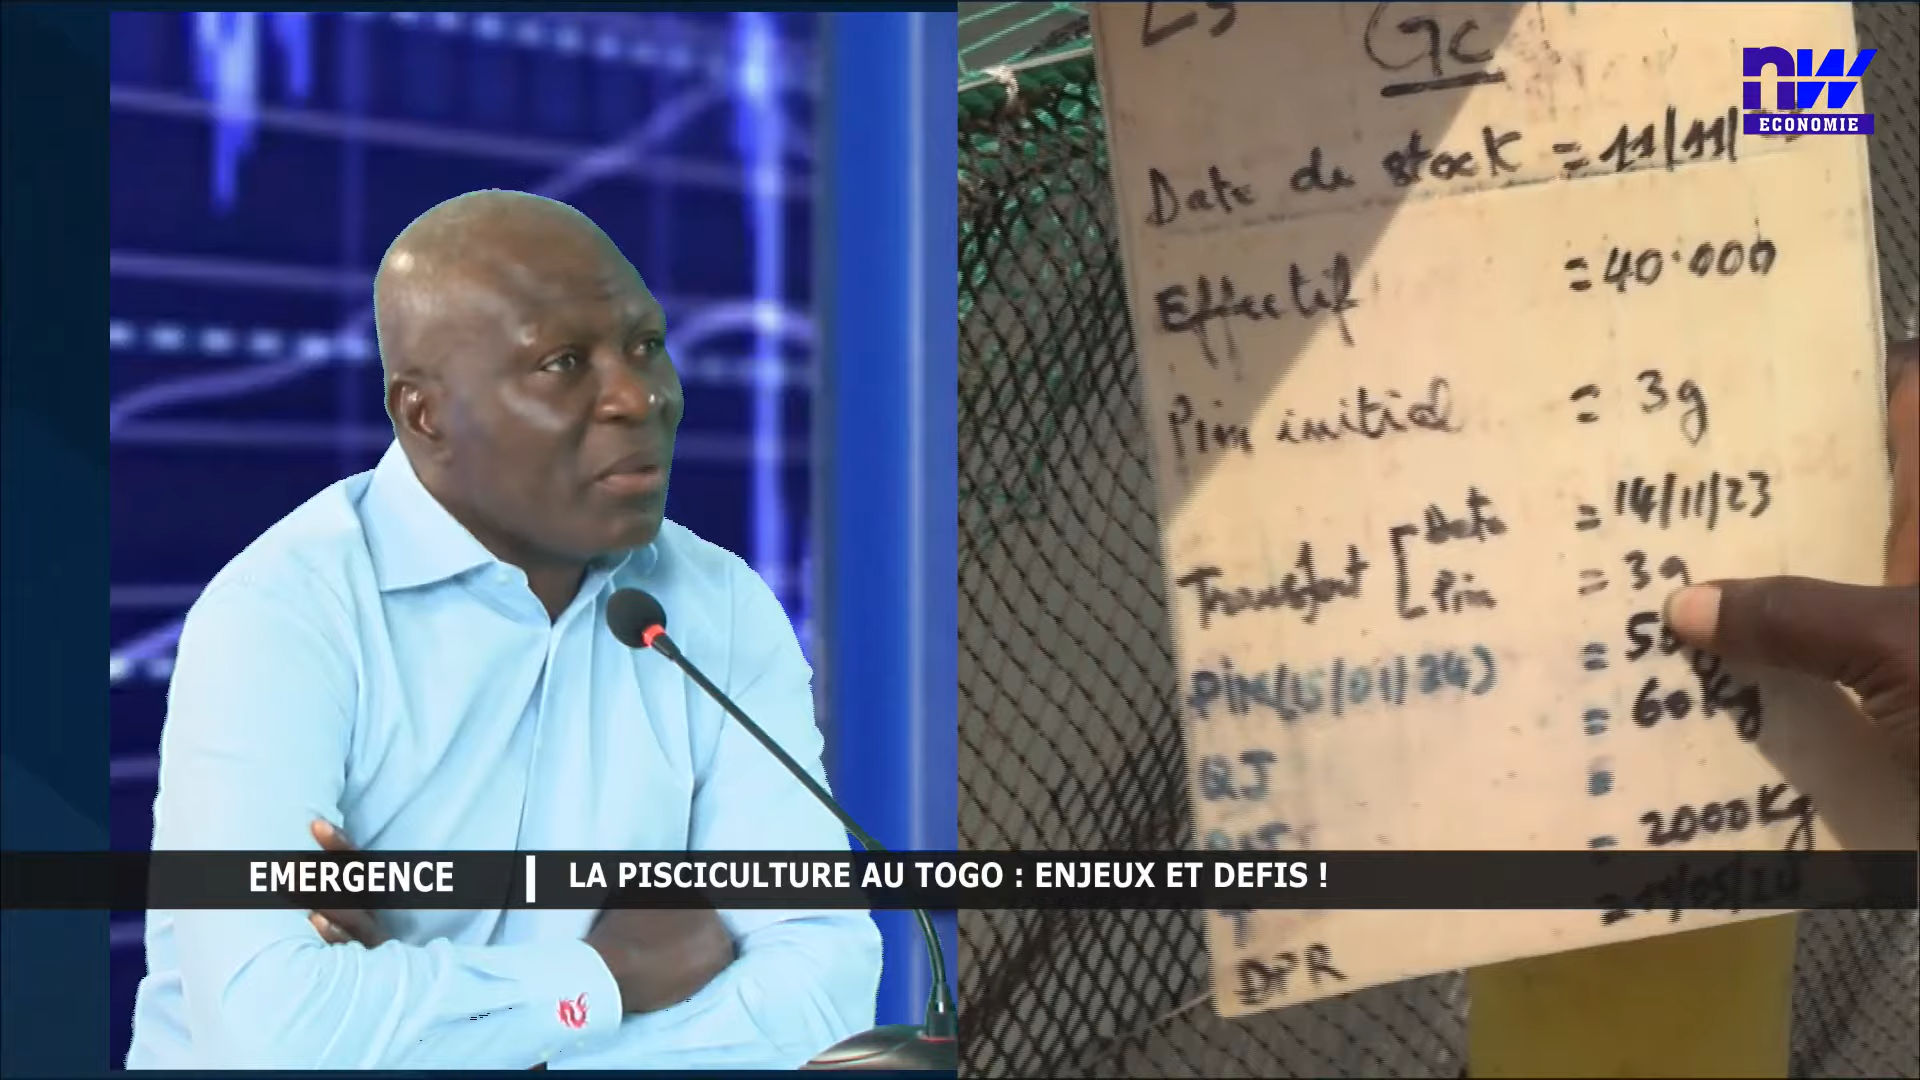 nw
ECONOMIE
Gc
Date de stock = 11/11/
Effectif = 40.000
Pim initial = 3g
Transfert [ Date = 14/11/23
Pim = 3g
Pim(15/01/24) =
= 60Kg
QJ =
= 2000Kg
DPR
EMERGENCE
LA PISCICULTURE AU TOGO : ENJEUX ET DEFIS !